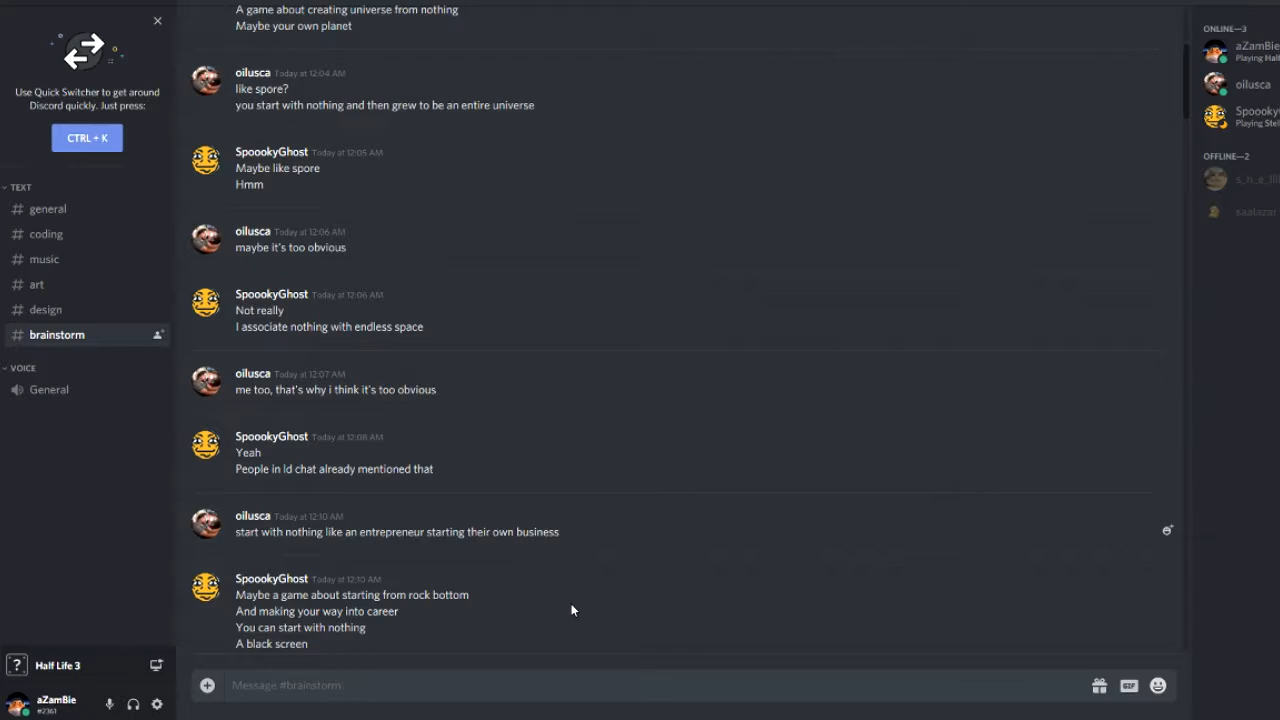 Use Quick Switcher to get around
Discord quickly. Just press:
CTRL + K
TEXT
general
coding
music
art
design
brainstorm
VOICE
General
? Half Life 3
aZamBie
#2361
A game about creating universe from nothing
Maybe your own planet
oilusca Today at 12:04 AM
like spore?
you start with nothing and then grew to be an entire universe
SpoookyGhost Today at 12:05 AM
Maybe like spore
Hmm
oilusca Today at 12:06 AM
maybe it's too obvious
SpoookyGhost Today at 12:06 AM
Not really
I associate nothing with endless space
oilusca Today at 12:07 AM
me too, that's why i think it's too obvious
SpoookyGhost Today at 12:08 AM
Yeah
People in ld chat already mentioned that
oilusca Today at 12:10 AM
start with nothing like an entrepreneur starting their own business
SpoookyGhost Today at 12:10 AM
Maybe a game about starting from rock bottom
And making your way into career
You can start with nothing
A black screen
Message #brainstorm
GIF
ONLINE—3
aZamBie
Playing Half
oilusca
Spoooky
Playing Stel
OFFLINE—2
saalazar